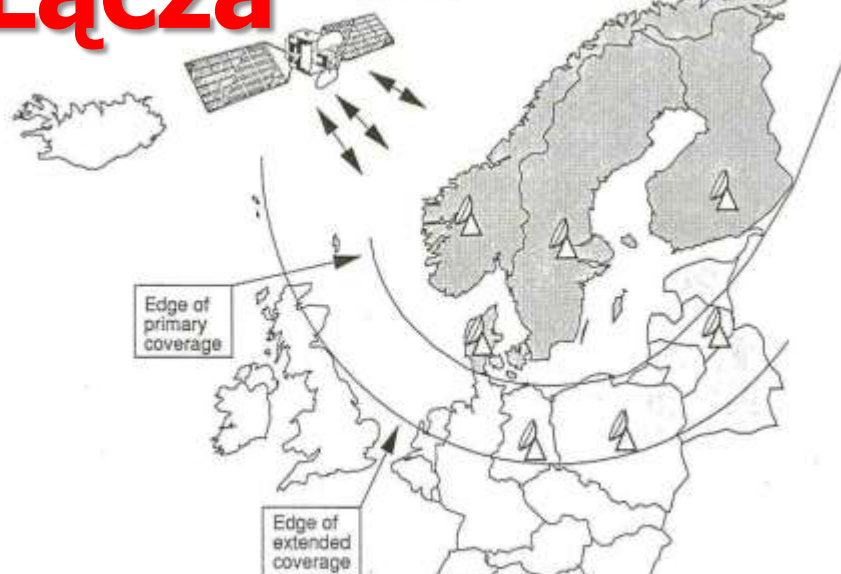 Łącza
Edge of
primary
coverage
Edge of
extended
coverage